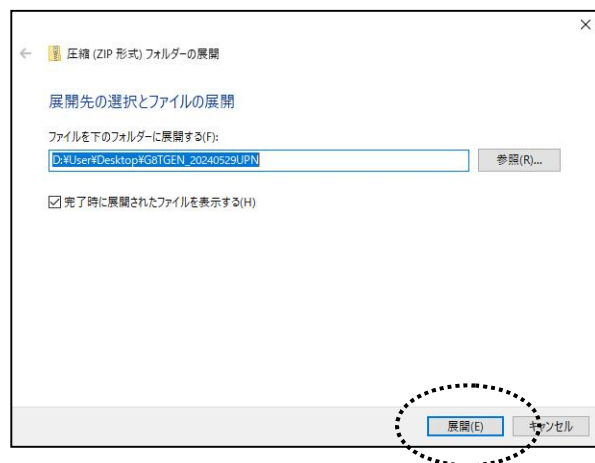 圧縮 (ZIP 形式) フォルダーの展開
展開先の選択とファイルの展開
ファイルを下のフォルダーに展開する(F):
D:¥User¥Desktop¥G8TGEN_20240529UPN
参照(R)...
完了時に展開されたファイルを表示する(H)
展開(E)
キャンセル